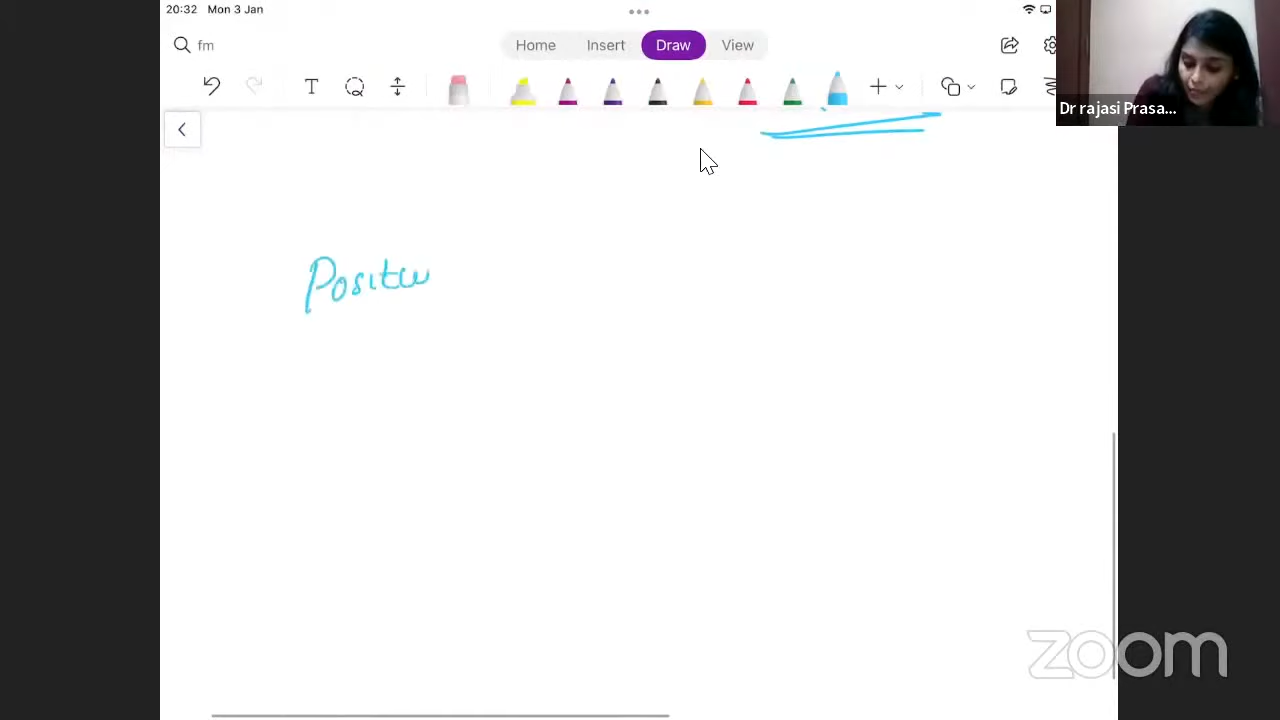 20:32 Mon 3 Jan
fm
Home Insert Draw View
T
Dr rajasi Prasa...
Positiv
zoom